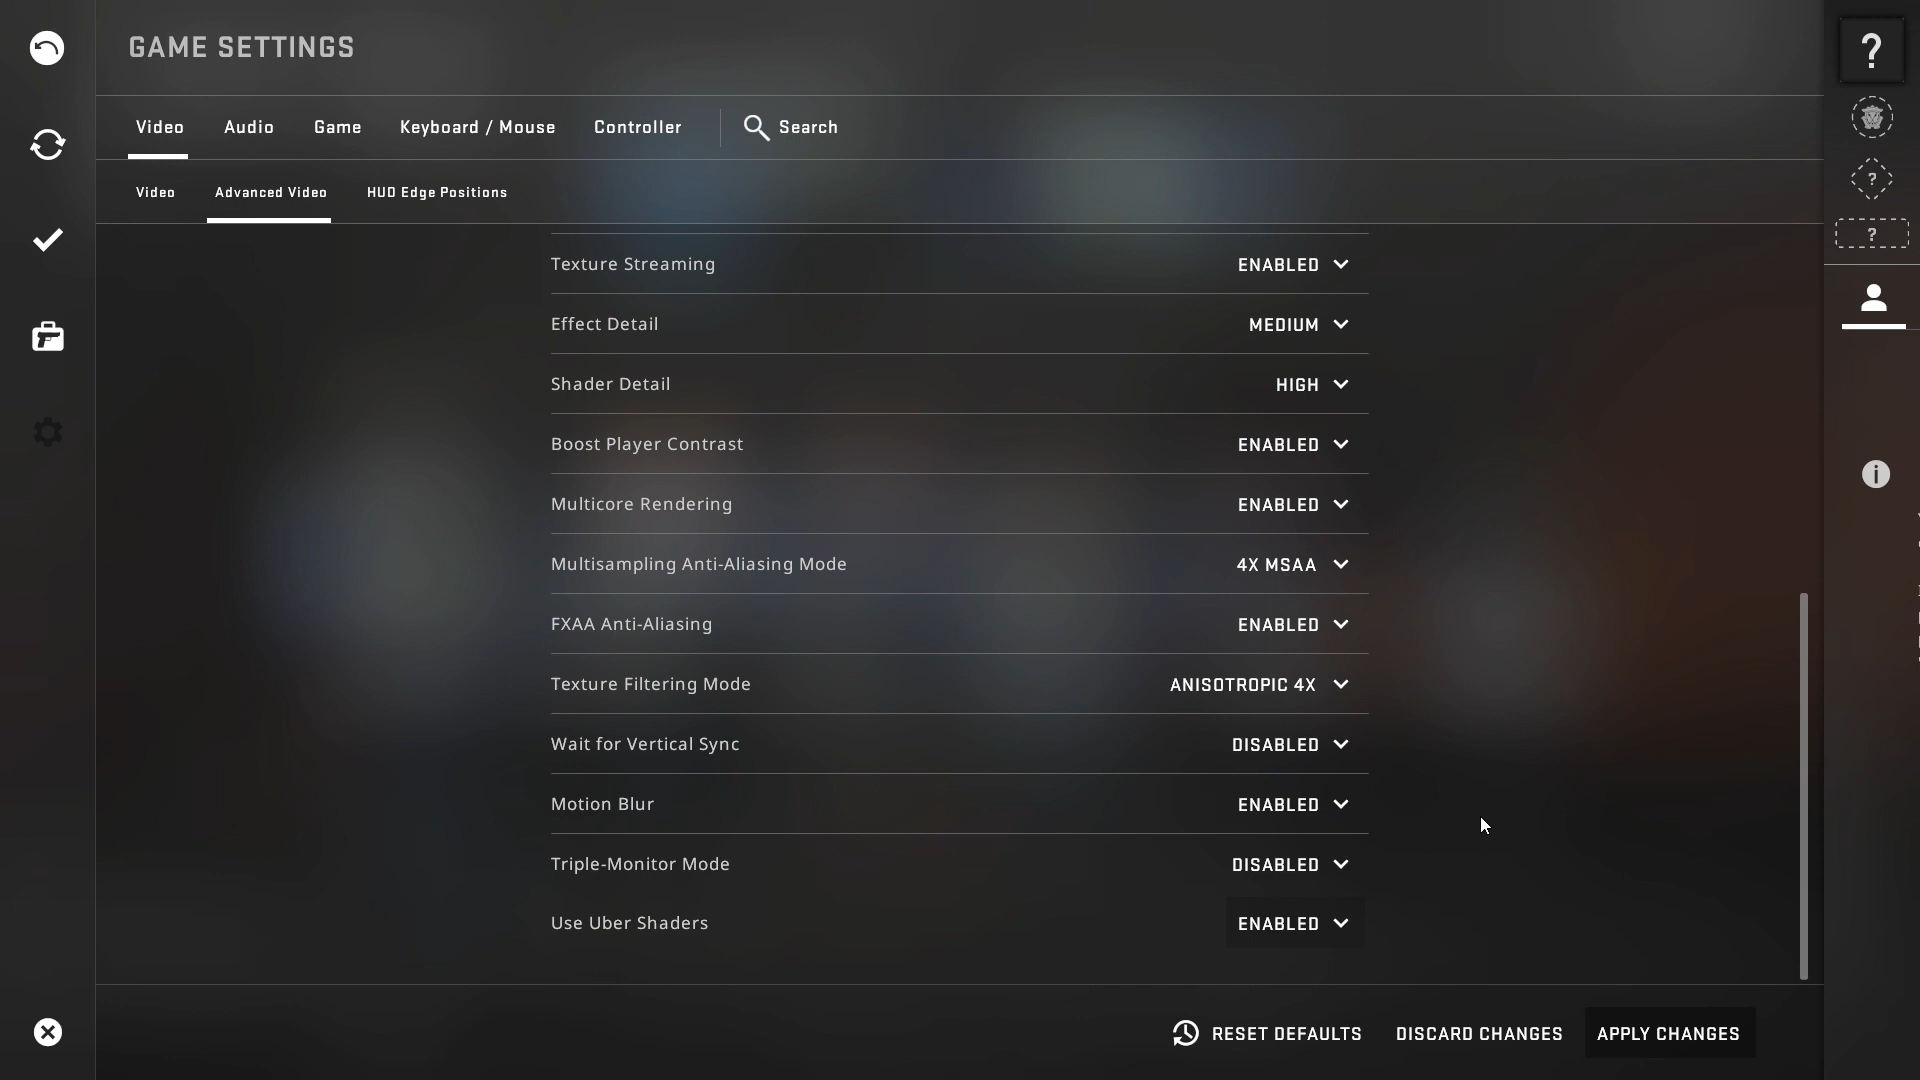 GAME SETTINGS
Video Audio Game Keyboard / Mouse Controller Search
Video Advanced Video HUD Edge Positions
Texture Streaming ENABLED
Effect Detail MEDIUM
Shader Detail HIGH
Boost Player Contrast ENABLED
Multicore Rendering ENABLED
Multisampling Anti-Aliasing Mode 4X MSAA
FXAA Anti-Aliasing ENABLED
Texture Filtering Mode ANISOTROPIC 4X
Wait for Vertical Sync DISABLED
Motion Blur ENABLED
Triple-Monitor Mode DISABLED
Use Uber Shaders ENABLED
RESET DEFAULTS DISCARD CHANGES APPLY CHANGES
?
?
?
i